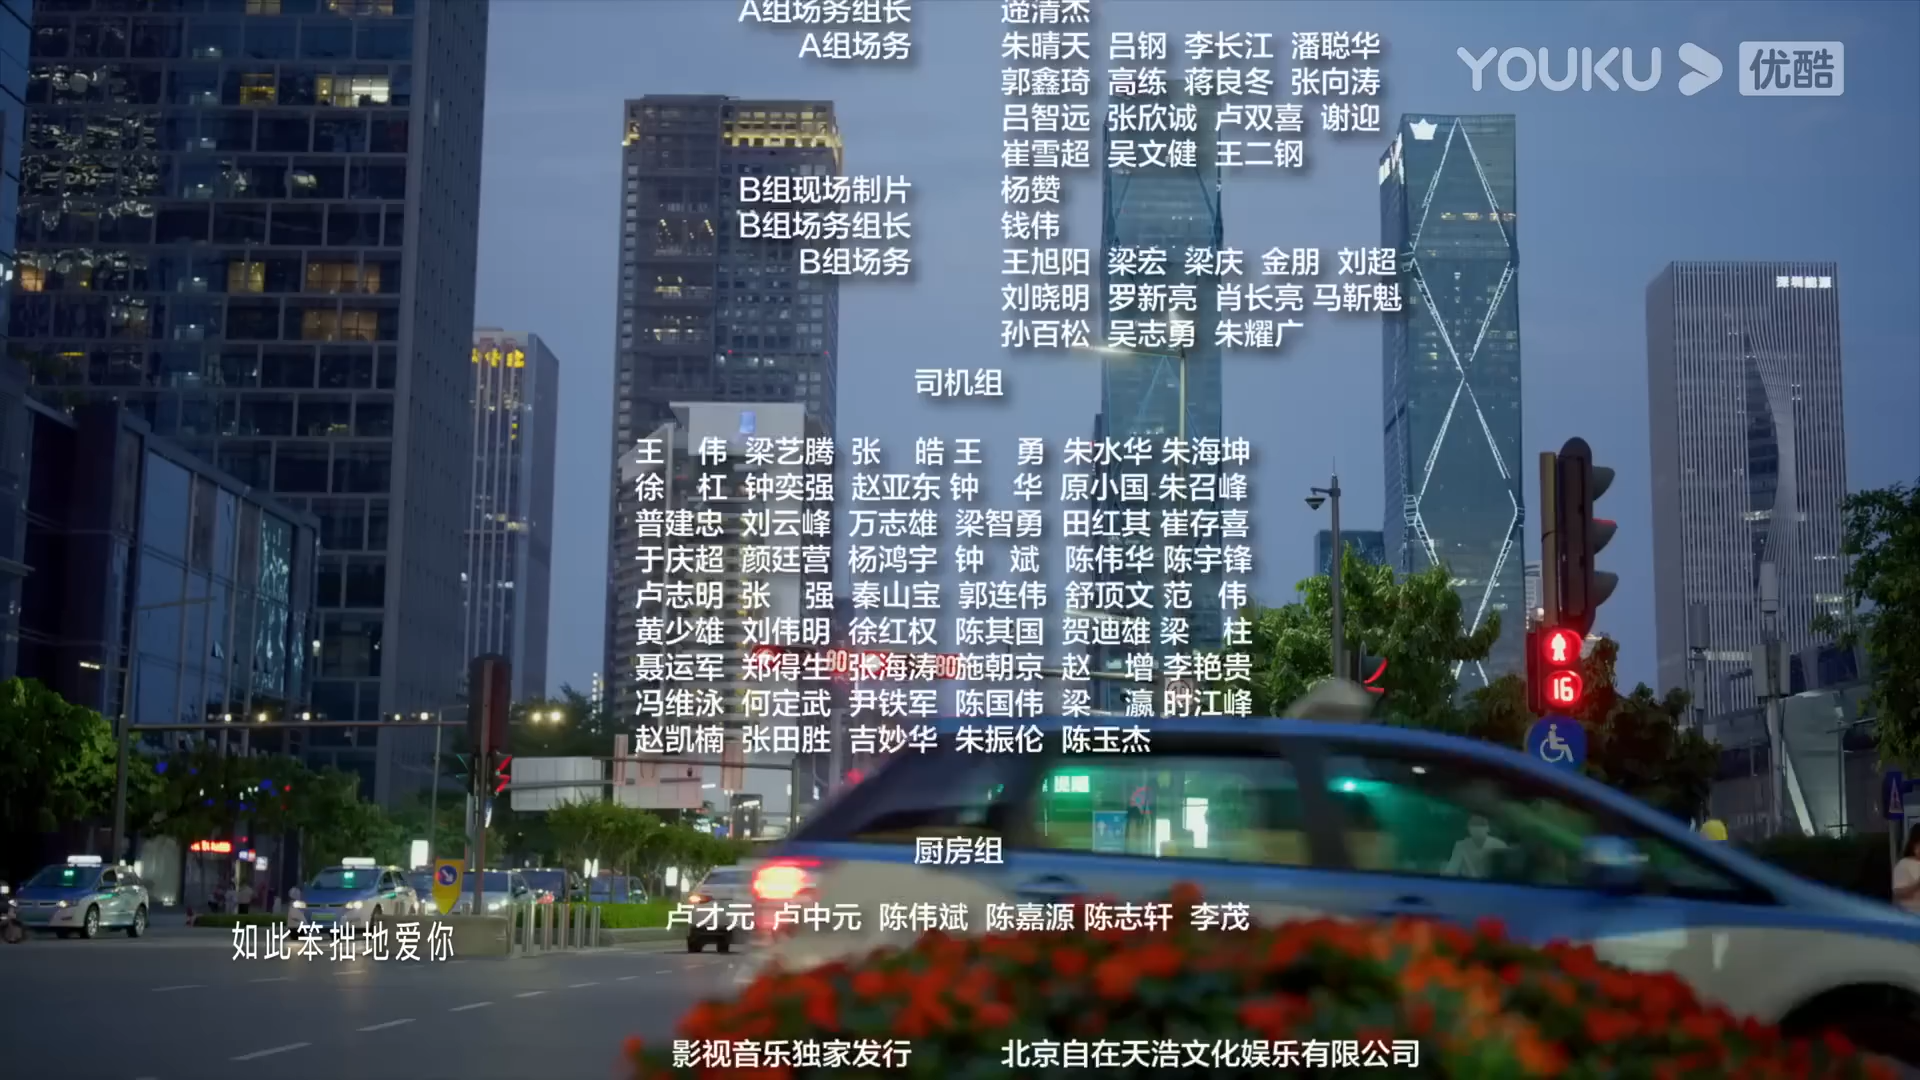 A组场务组长 逄清杰
A组场务 朱晴天 吕钢 李长江 潘聪华
YOUKU 优酷
郭鑫琦 高练 蒋良冬 张向涛
吕智远 张欣诚 卢双喜 谢迎
崔雪超 吴文健 王二钢
B组现场制片 杨赞
B组场务组长 钱伟
B组场务 王旭阳 梁宏 梁庆 金朋 刘超
深圳能源
刘晓明 罗新亮 肖长亮 马靳魁
孙百松 吴志勇 朱耀广
司机组
王 伟 梁艺腾 张 皓 王 勇 朱水华 朱海坤
徐 杠 钟奕强 赵亚东 钟 华 原小国 朱召峰
普建忠 刘云峰 万志雄 梁智勇 田红其 崔存喜
于庆超 颜廷营 杨鸿宇 钟 斌 陈伟华 陈宇锋
卢志明 张 强 秦山宝 郭连伟 舒顶文 范 伟
黄少雄 刘伟明 徐红权 陈其国 贺迪雄 梁 柱
聂运军 郑得生 张海涛 施朝京 赵 增 李艳贵
80 80
16
冯维泳 何定武 尹铁军 陈国伟 梁 瀛 时江峰
赵凯楠 张田胜 吉妙华 朱振伦 陈玉杰
厨房组
卢才元 卢中元 陈伟斌 陈嘉源 陈志轩 李茂
如此笨拙地爱你
影视音乐独家发行 北京自在天浩文化娱乐有限公司